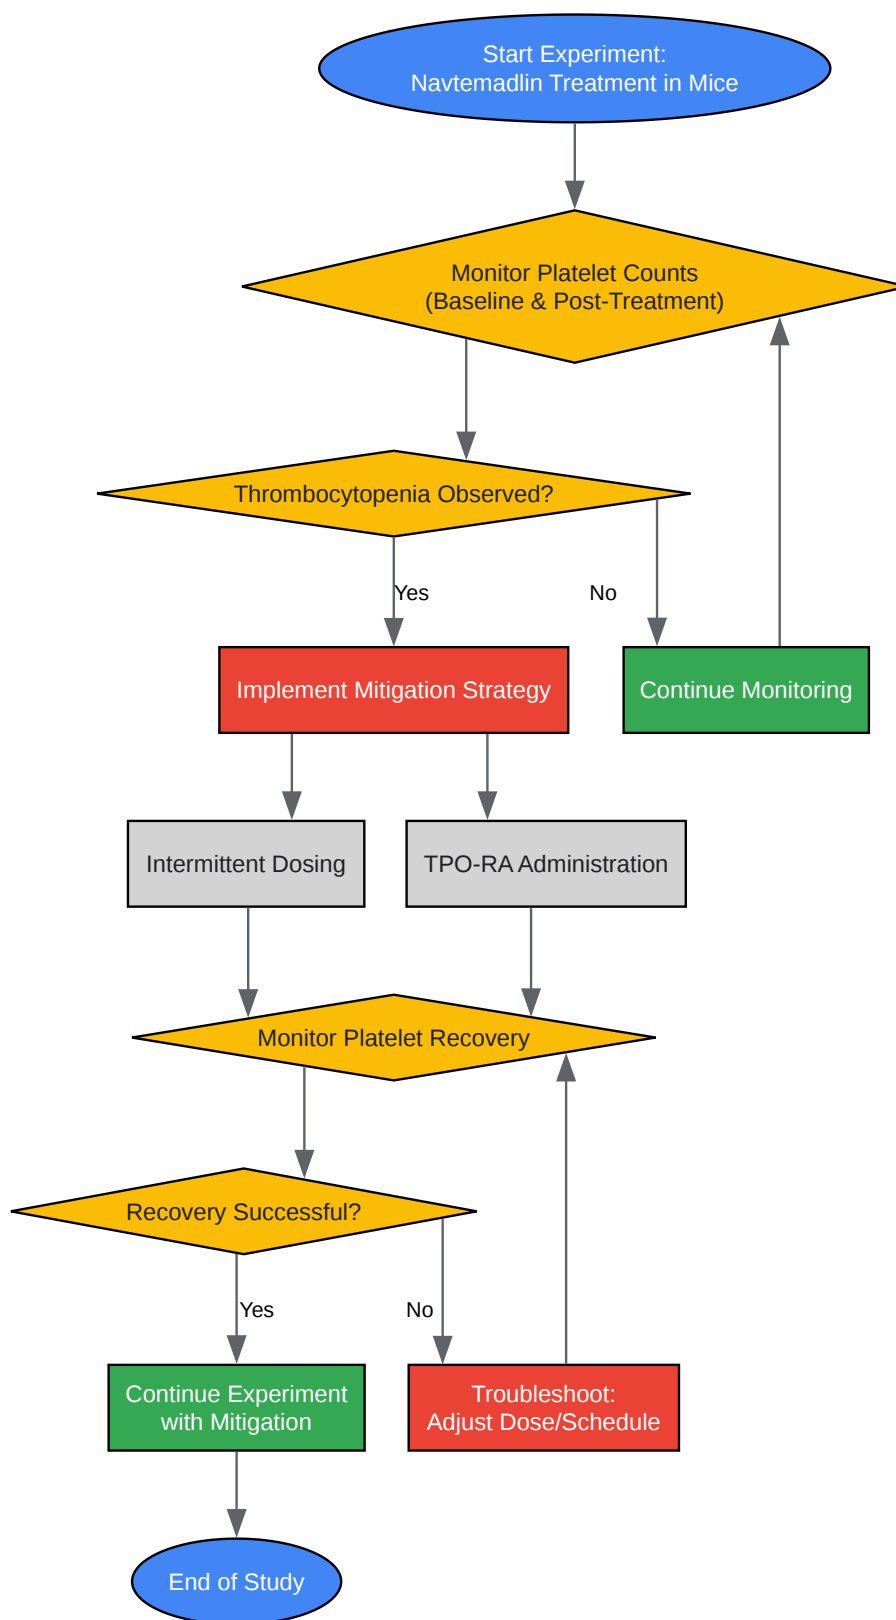 Start Experiment:
Navtemadlin Treatment in Mice
Monitor Platelet Counts
(Baseline & Post-Treatment)
Thrombocytopenia Observed?
Yes
No
Implement Mitigation Strategy
Continue Monitoring
Intermittent Dosing
TPO-RA Administration
Monitor Platelet Recovery
Recovery Successful?
Yes
No
Continue Experiment
with Mitigation
Troubleshoot:
Adjust Dose/Schedule
End of Study